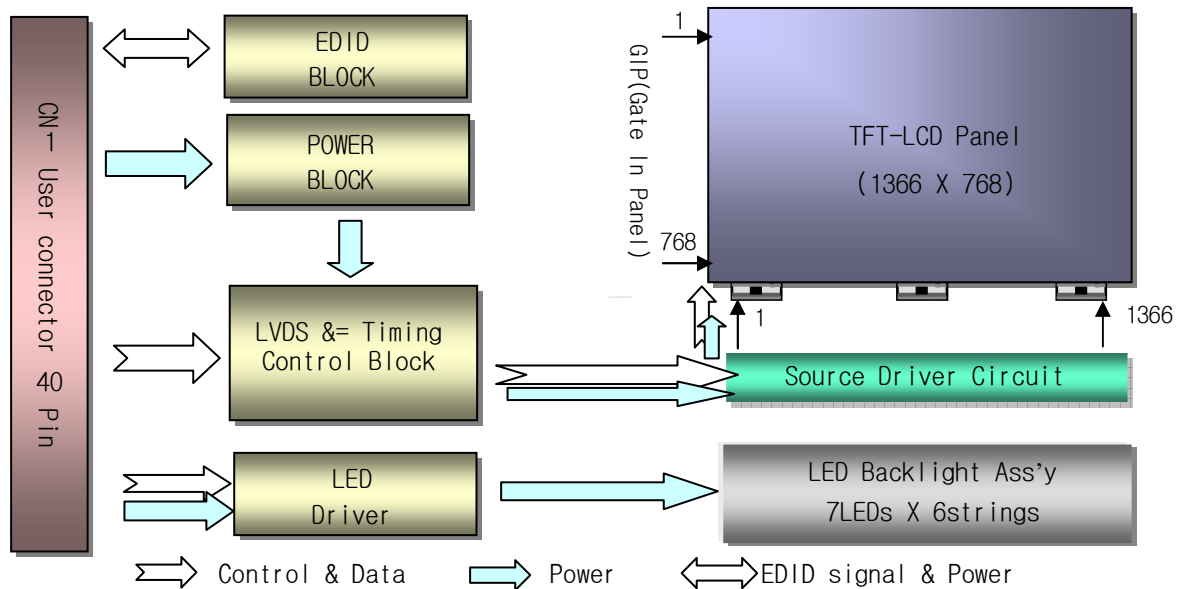 CN-1 User connector 40 Pin
EDID
BLOCK
POWER
BLOCK
LVDS &= Timing
Control Block
LED
Driver
1
GIP(Gate In Panel)
768
TFT-LCD Panel
(1366 X 768)
1
1366
Source Driver Circuit
LED Backlight Ass’y
7LEDs X 6strings
Control & Data
Power
EDID signal & Power